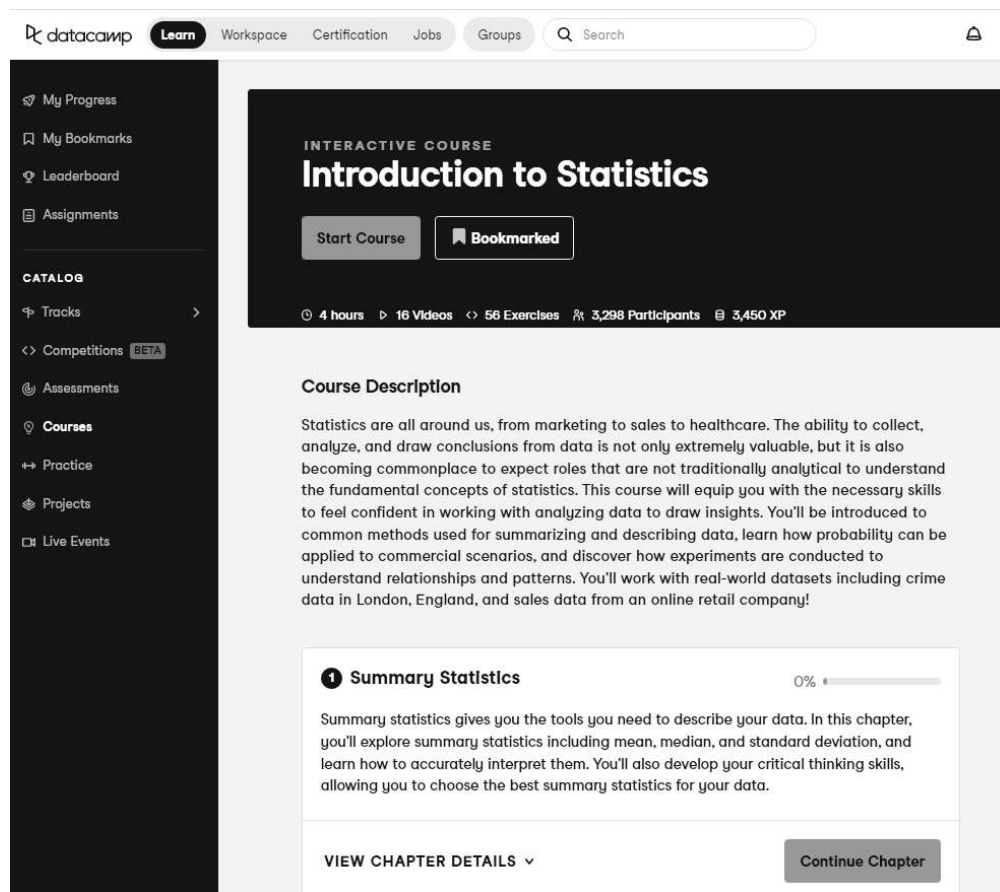 datacamp
Learn
Workspace
Certification
Jobs
Groups
Search
My Progress
My Bookmarks
Leaderboard
Assignments
CATALOG
Tracks
Competitions BETA
Assessments
Courses
Practice
Projects
Live Events
INTERACTIVE COURSE
Introduction to Statistics
Start Course
Bookmarked
4 hours 16 Videos 56 Exercises 3,298 Participants 3,450 XP
Course Description
Statistics are all around us, from marketing to sales to healthcare. The ability to collect,
analyze, and draw conclusions from data is not only extremely valuable, but it is also
becoming commonplace to expect roles that are not traditionally analytical to understand
the fundamental concepts of statistics. This course will equip you with the necessary skills
to feel confident in working with analyzing data to draw insights. You'll be introduced to
common methods used for summarizing and describing data, learn how probability can be
applied to commercial scenarios, and discover how experiments are conducted to
understand relationships and patterns. You'll work with real-world datasets including crime
data in London, England, and sales data from an online retail company!
1 Summary Statistics
0%
Summary statistics gives you the tools you need to describe your data. In this chapter,
you'll explore summary statistics including mean, median, and standard deviation, and
learn how to accurately interpret them. You'll also develop your critical thinking skills,
allowing you to choose the best summary statistics for your data.
VIEW CHAPTER DETAILS
Continue Chapter